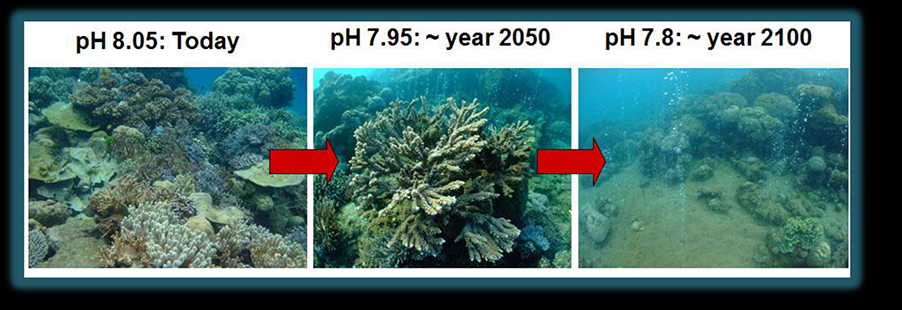 pH 8.05: Today
pH 7.95: ~ year 2050
pH 7.8: ~ year 2100